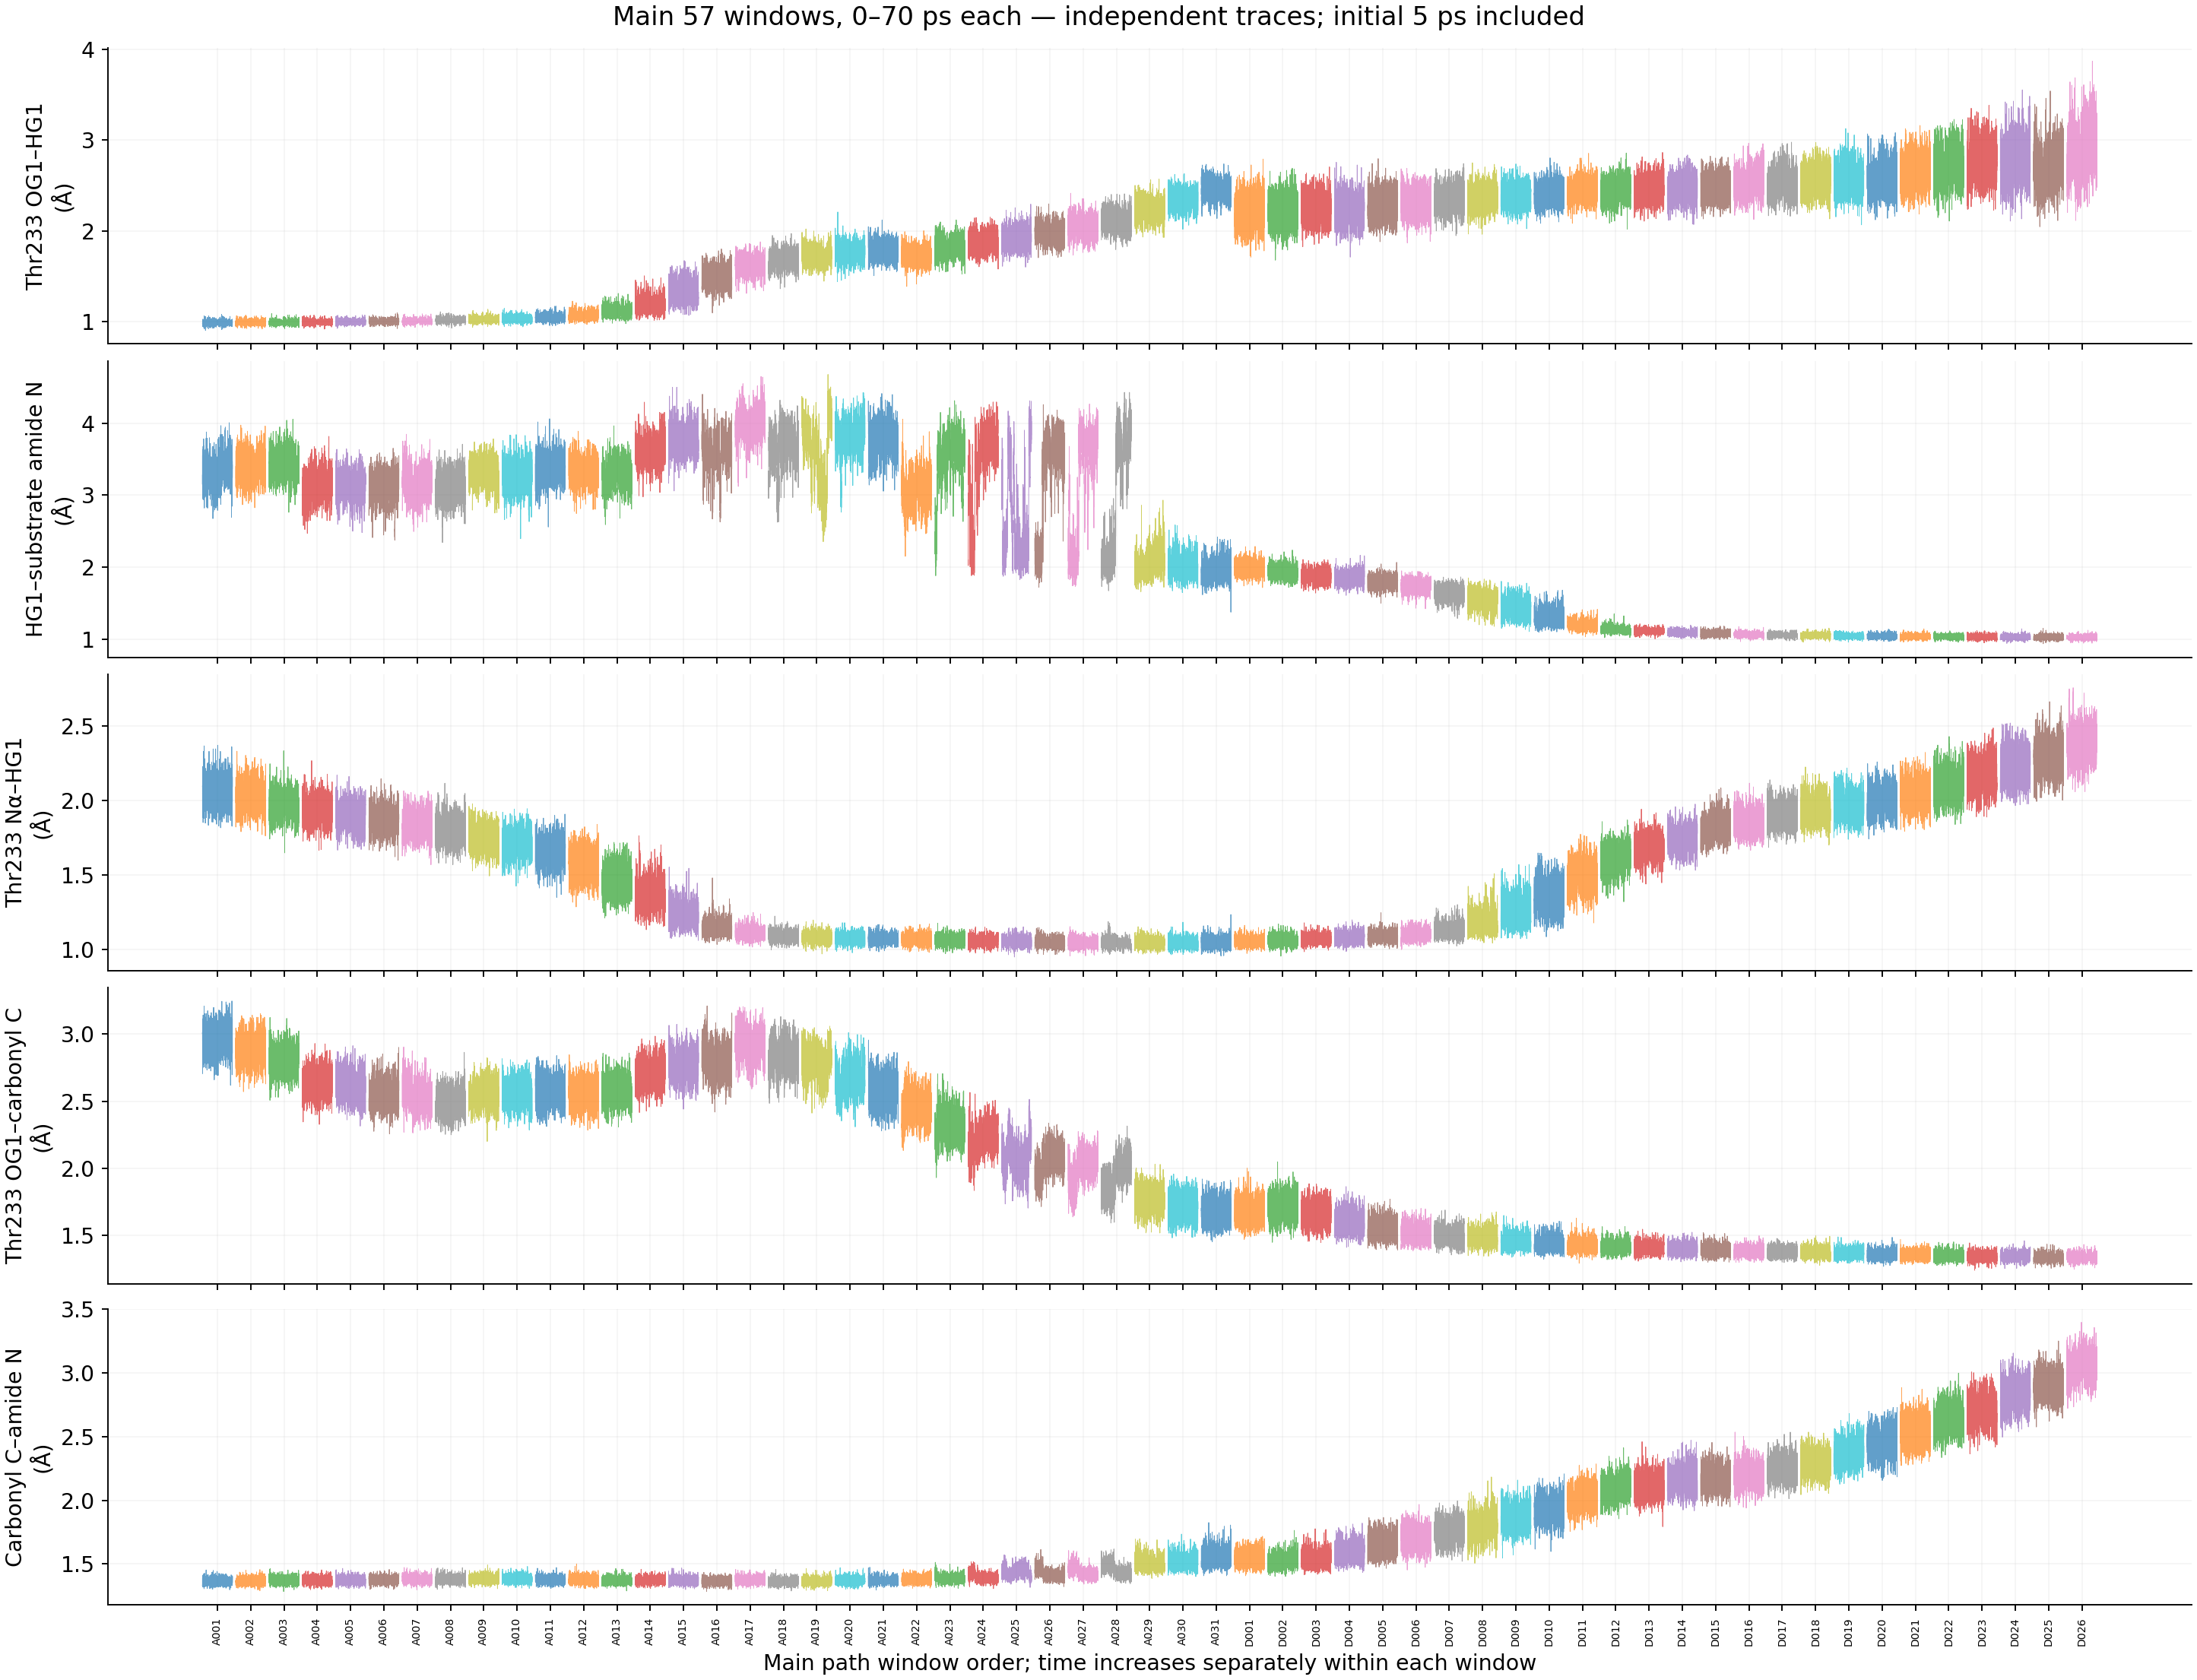 Main 57 windows, 0–70 ps each — independent traces; initial 5 ps included
Thr233 OG1–HG1
(Å)
4
3
2
1
HG1–substrate amide N
(Å)
4
3
2
1
Thr233 Nα–HG1
(Å)
2.5
2.0
1.5
1.0
Thr233 OG1–carbonyl C
(Å)
3.0
2.5
2.0
1.5
Carbonyl C–amide N
(Å)
3.5
3.0
2.5
2.0
1.5
A001 A002 A003 A004 A005 A006 A007 A008 A009 A010 A011 A012 A013 A014 A015 A016 A017 A018 A019 A020 A021 A022 A023 A024 A025 A026 A027 A028 A029 A030 A031 D001 D002 D003 D004 D005 D006 D007 D008 D009 D010 D011 D012 D013 D014 D015 D016 D017 D018 D019 D020 D021 D022 D023 D024 D025 D026
Main path window order; time increases separately within each window